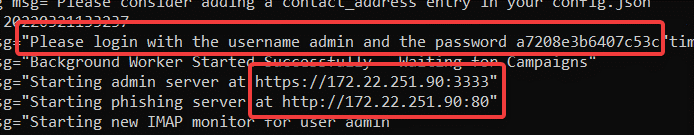 g msg="Please consider adding a contact_address entry in your config.json"
20220321133237
sg="Please login with the username admin and the password a7208e3b6407c53c"tim
sg="Background Worker Started Successfully - Waiting for Campaigns"
sg="Starting admin server at https://172.22.251.90:3333"
sg="Starting phishing server at http://172.22.251.90:80"
sg="Starting new IMAP monitor for user admin"